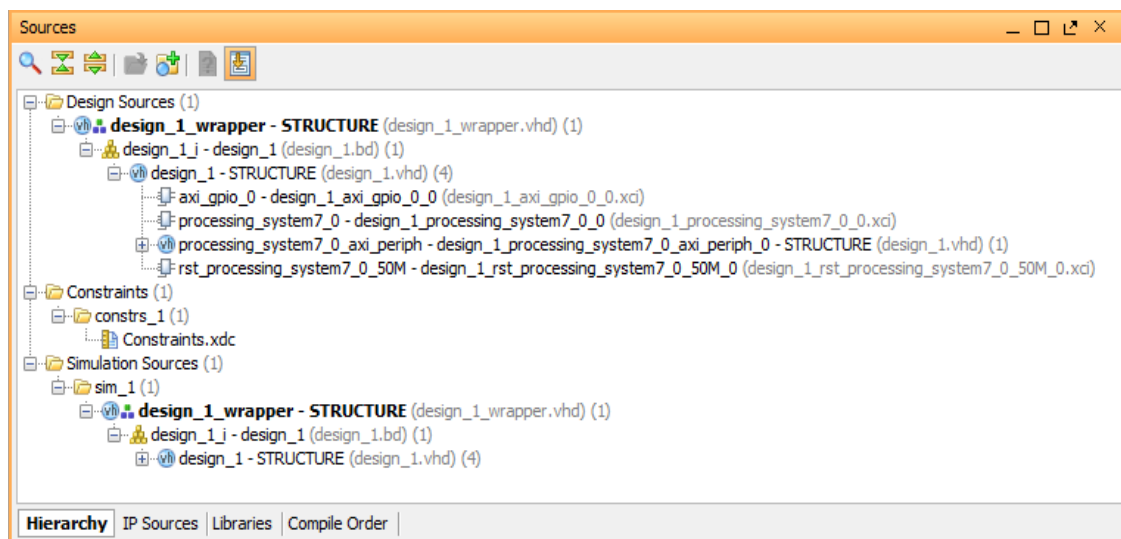 Sources
Design Sources (1)
design_1_wrapper - STRUCTURE (design_1_wrapper.vhd) (1)
design_1_i - design_1 (design_1.bd) (1)
design_1 - STRUCTURE (design_1.vhd) (4)
axi_gpio_0 - design_1_axi_gpio_0_0 (design_1_axi_gpio_0_0.xci)
processing_system7_0 - design_1_processing_system7_0_0 (design_1_processing_system7_0_0.xci)
processing_system7_0_axi_periph - design_1_processing_system7_0_axi_periph_0 - STRUCTURE (design_1.vhd) (1)
rst_processing_system7_0_50M - design_1_rst_processing_system7_0_50M_0 (design_1_rst_processing_system7_0_50M_0.xci)
Constraints (1)
constrs_1 (1)
Constraints.xdc
Simulation Sources (1)
sim_1 (1)
design_1_wrapper - STRUCTURE (design_1_wrapper.vhd) (1)
design_1_i - design_1 (design_1.bd) (1)
design_1 - STRUCTURE (design_1.vhd) (4)
Hierarchy IP Sources Libraries Compile Order